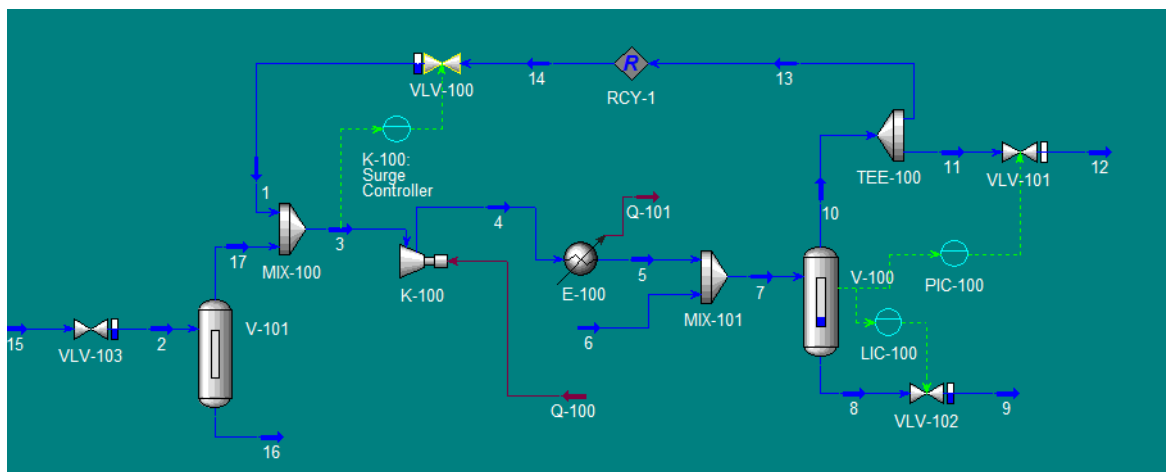 R
14
13
VLV-100
RCY-1
K-100:
Surge
Controller
TEE-100
11
VLV-101
12
1
4
Q-101
10
17
MIX-100
3
K-100
E-100
5
MIX-101
7
V-100
PIC-100
15
VLV-103
2
V-101
6
LIC-100
Q-100
8
VLV-102
9
16